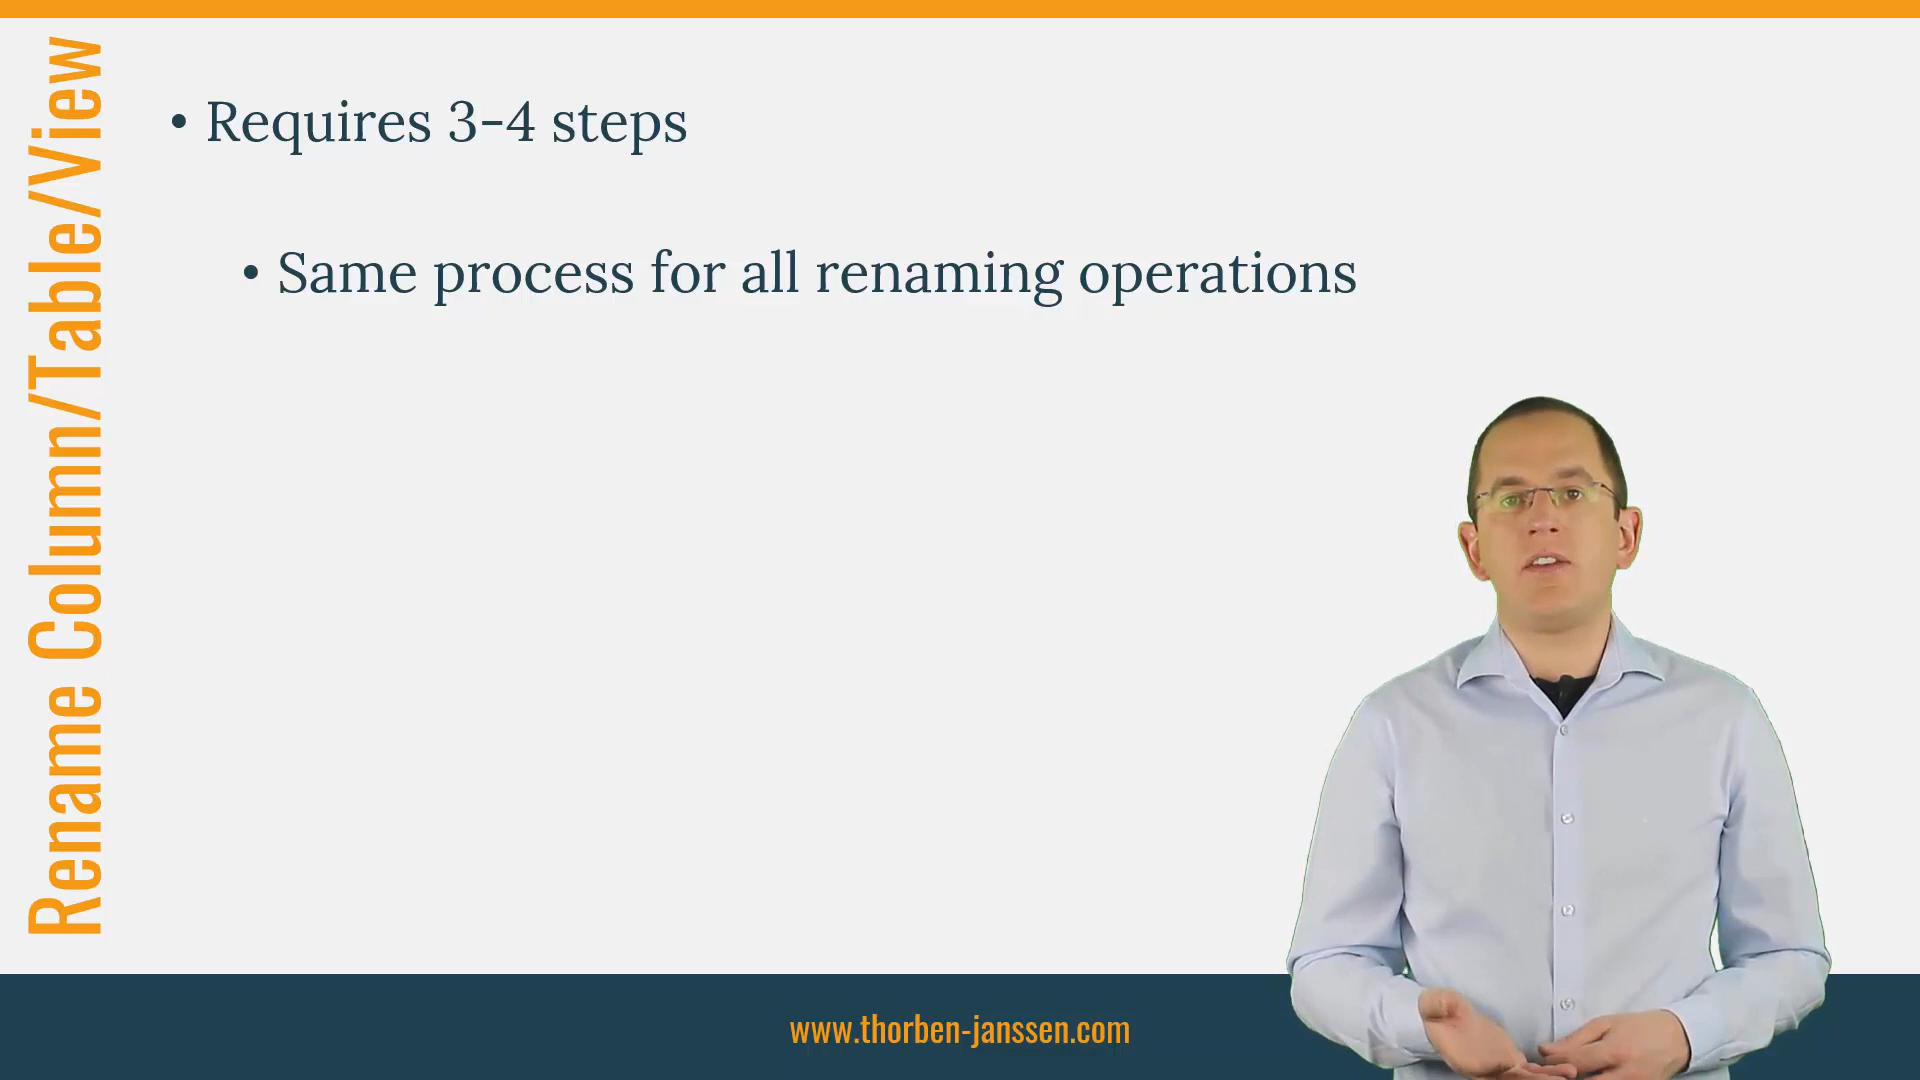 Rename Column/Table/View
• Requires 3-4 steps
• Same process for all renaming operations
www.thorben-janssen.com